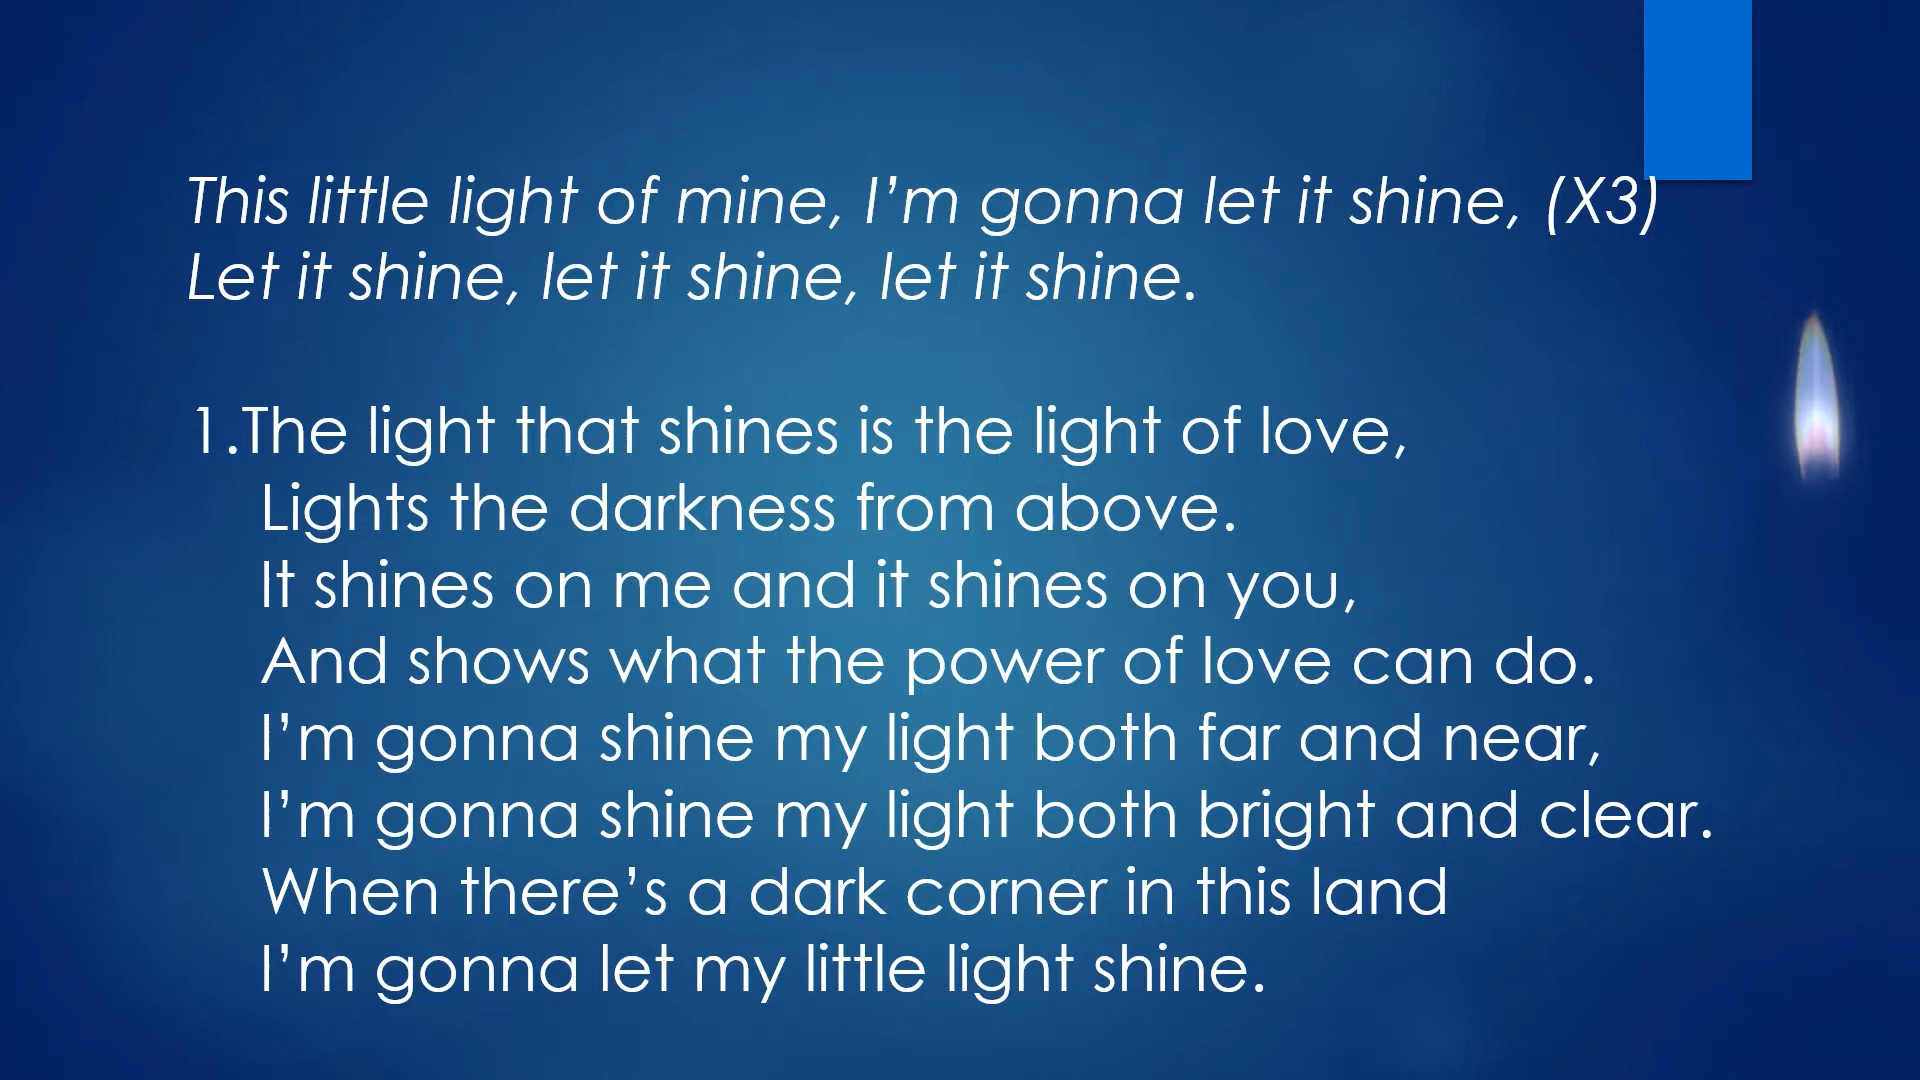 This little light of mine, I’m gonna let it shine, (X3)
Let it shine, let it shine, let it shine.
1.The light that shines is the light of love,
Lights the darkness from above.
It shines on me and it shines on you,
And shows what the power of love can do.
I’m gonna shine my light both far and near,
I’m gonna shine my light both bright and clear.
When there’s a dark corner in this land
I’m gonna let my little light shine.